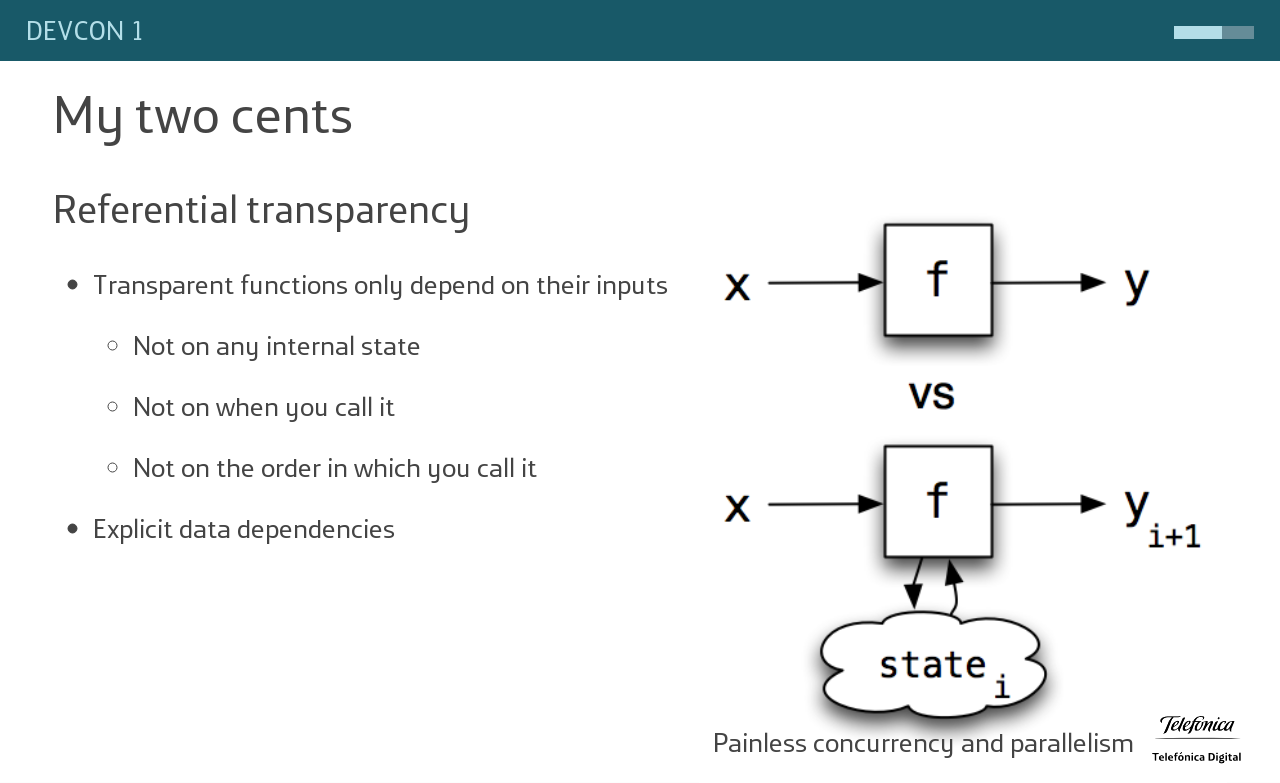 DEVCON 1
My two cents
Referential transparency
Transparent functions only depend on their inputs
Not on any internal state
Not on when you call it
Not on the order in which you call it
Explicit data dependencies
x f y
vs
x f y i+1
state i
Painless concurrency and parallelism
Telefónica
Telefónica Digital